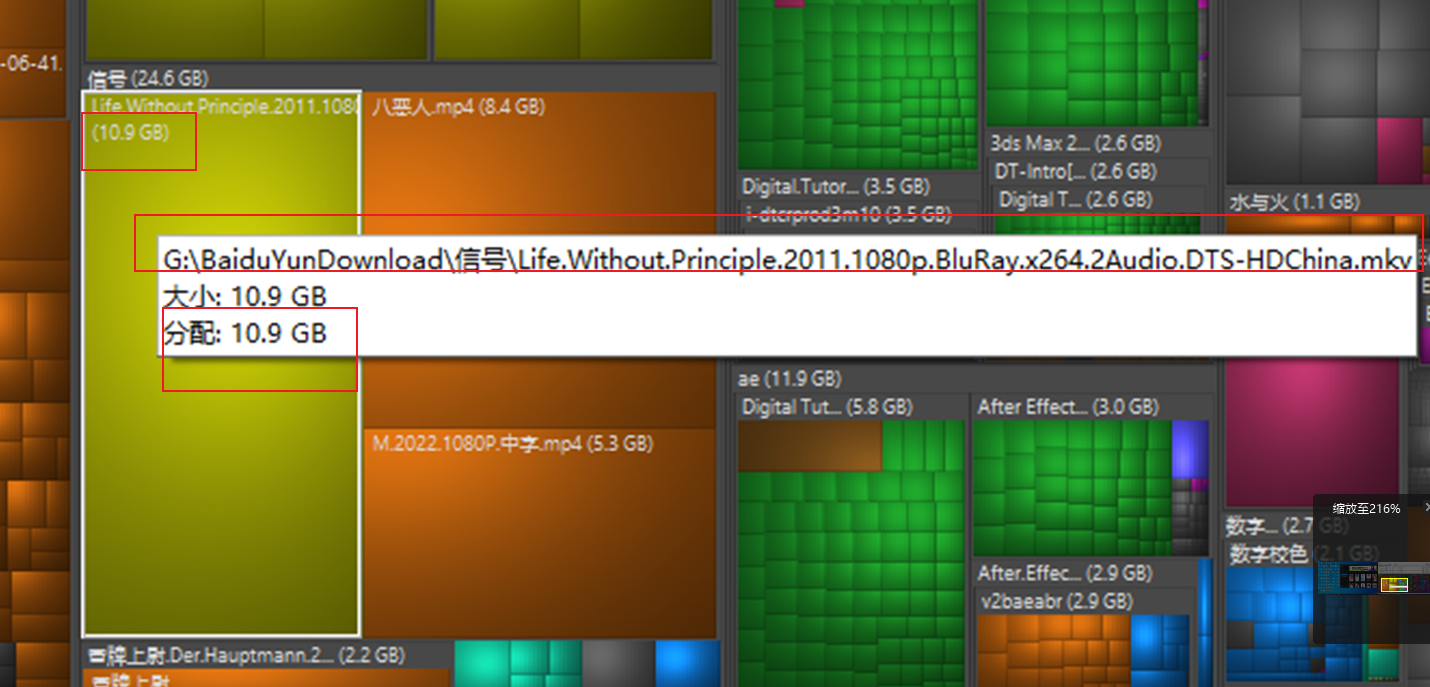 -06-41.
信号 (24.6 GB)
Life.Without.Principle.2011.108
(10.9 GB)
八恶人.mp4 (8.4 GB)
3ds Max 2... (2.6 GB)
DT-Intro[... (2.6 GB)
Digital.Tutor... (3.5 GB)
Digital T... (2.6 GB)
水与火 (1.1 GB)
i-dtcrprod3m10 (3.5 GB)
G:\BaiduYunDownload\信号\Life.Without.Principle.2011.1080p.BluRay.x264.2Audio.DTS-HDChina.mkv
大小: 10.9 GB
分配: 10.9 GB
ae (11.9 GB)
Digital Tut... (5.8 GB)
After Effect... (3.0 GB)
M.2022.1080P.中字.mp4 (5.3 GB)
缩放至216%
数字... (2.7 GB)
数字校色 (2.1 GB)
After.Effec... (2.9 GB)
v2baeabr (2.9 GB)
冒牌上尉.Der.Hauptmann.2... (2.2 GB)
冒牌上尉